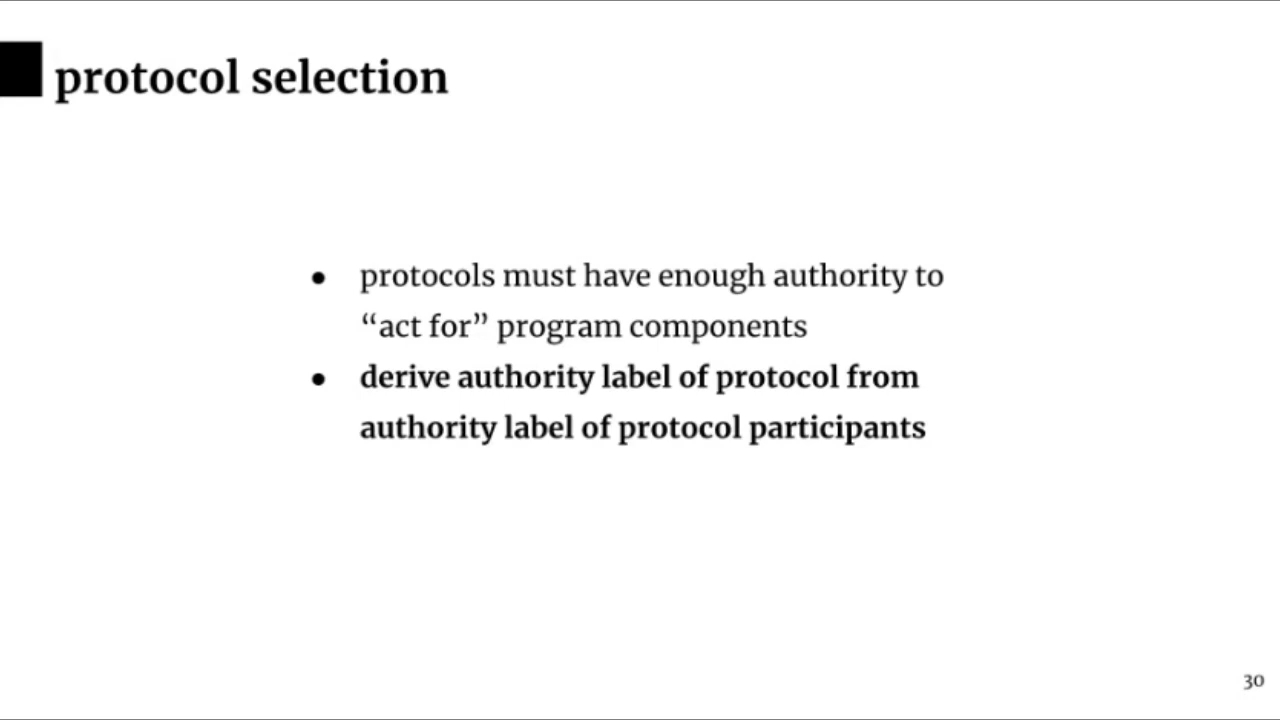 protocol selection
● protocols must have enough authority to
“act for” program components
● derive authority label of protocol from
authority label of protocol participants
30